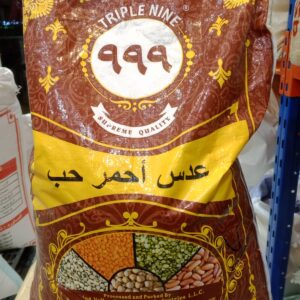 TRIPLE NINE
٩٩٩
SUPREME QUALITY
عدس أحمر حب
Processed and Packed By